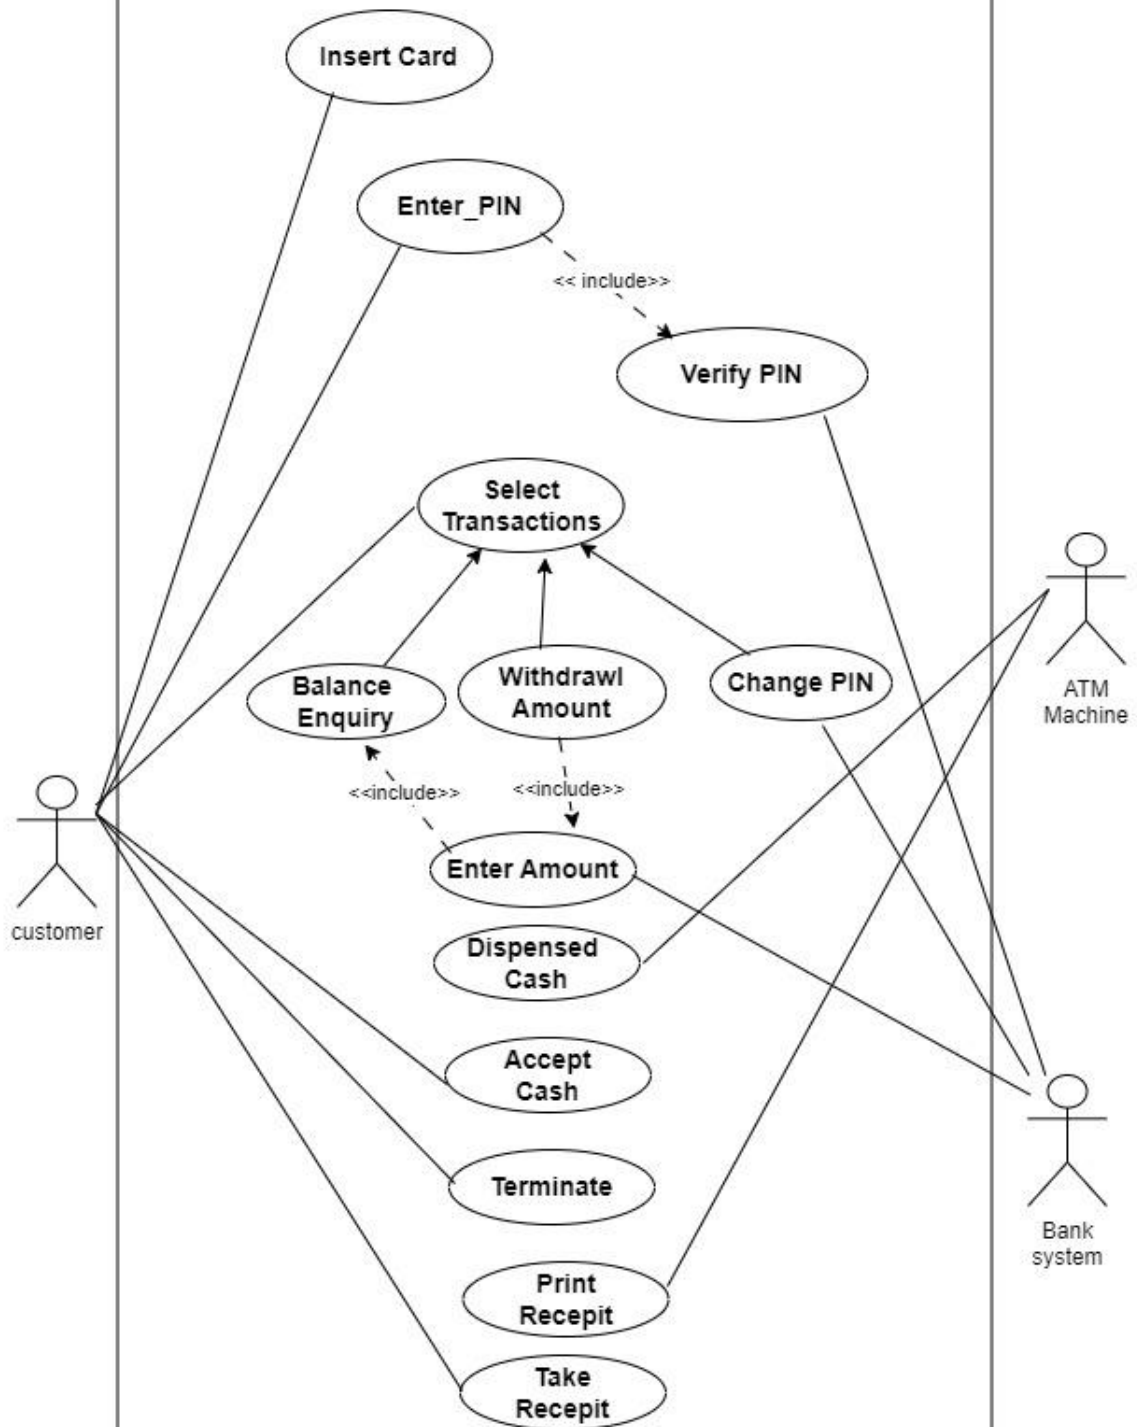 Insert Card
Enter_PIN
<< include>>
Verify PIN
Select
Transactions
Balance
Enquiry
Withdrawl
Amount
Change PIN
ATM
Machine
<<include>>
<<include>>
Enter Amount
customer
Dispensed
Cash
Accept
Cash
Terminate
Bank
system
Print
Recepit
Take
Recepit